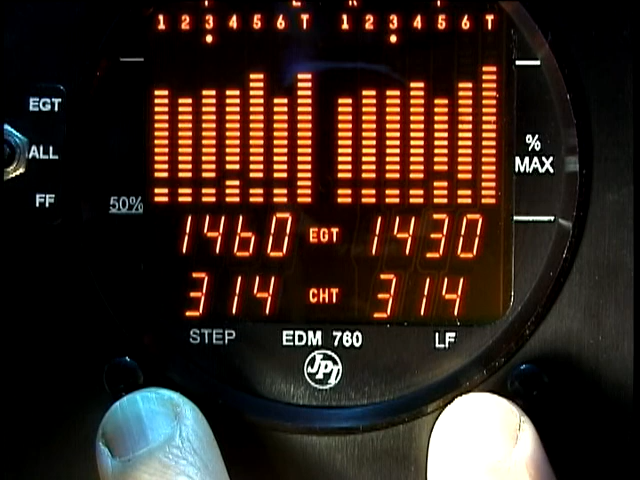 1 2 3 4 5 6 T 1 2 3 4 5 6 T
EGT
ALL
FF
% MAX
50%
1460 EGT 1430
314 CHT 314
STEP EDM 760 LF
JPI